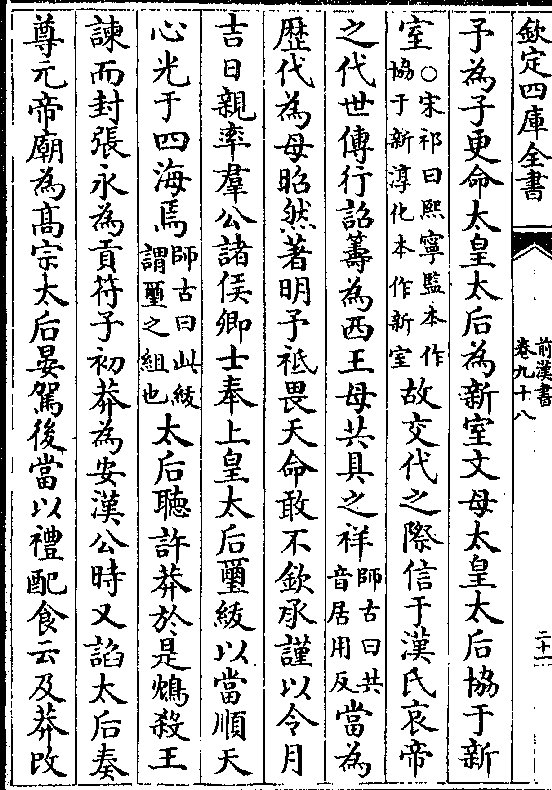 欽定四庫全書
前漢書
卷九十八
二十一
予為子更命太皇太后為新室文母太皇太后協于新
室○宋祁曰熙寧監本作協于新淳化本作新室故交代之際信于漢氏哀帝
之代世傳行詔籌為西王母共具之祥師古曰共音居用反當為
歴代為母昭然著明予祗畏天命敢不欽承謹以令月
吉日親率羣公諸侯卿士奉上皇太后璽紱以當順天
心光于四海焉師古曰此紱謂璽之組也太后聽許莽於是鴆殺王
諫而封張永為貢符子初莽為安漢公時又諂太后奏
尊元帝廟為髙宗太后晏駕後當以禮配食云及莽改